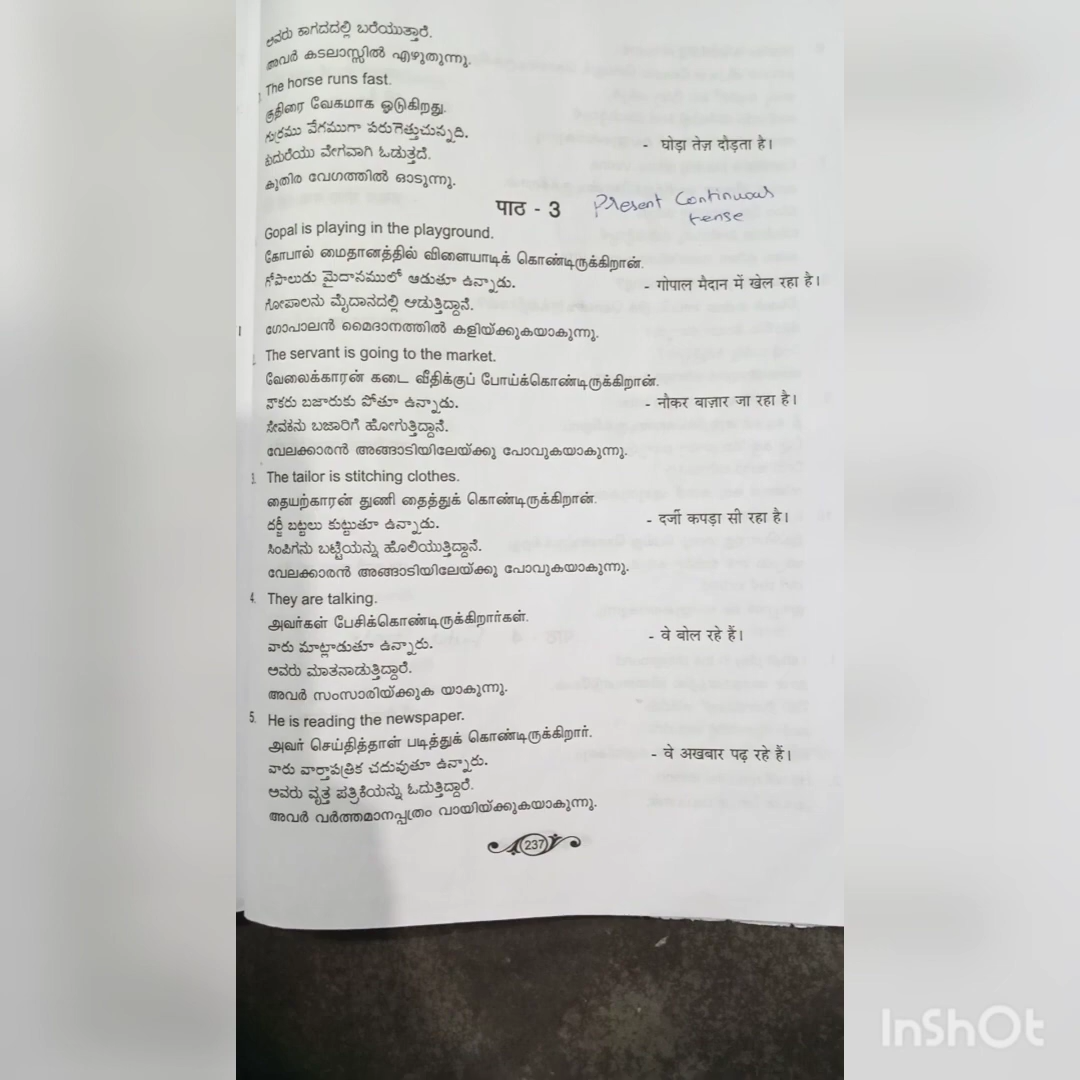 ಅವರು ಕಾಗದದಲ್ಲಿ ಬರೆಯುತ್ತಾರೆ.
അവർ കടലാസ്സിൽ എഴുതുന്നു.
The horse runs fast.
குதிரை வேகமாக ஓடுகிறது.
గుర్రము వేగముగా పరుగెత్తుచున్నది.
- घोड़ा तेज़ दौड़ता है।
ಕುದುರೆಯು ವೇಗವಾಗಿ ಓಡುತ್ತದೆ.
കുതിര വേഗത്തിൽ ഓടുന്നു.
पाठ - 3 Present Continuous
tense
Gopal is playing in the playground.
கோபால் மைதானத்தில் விளையாடிக் கொண்டிருக்கிறான்.
గోపాలుడు మైదానములో ఆడుతూ ఉన్నాడు. - गोपाल मैदान में खेल रहा है।
ಗೋಪಾಲನು ಮೈದಾನದಲ್ಲಿ ಆಡುತ್ತಿದ್ದಾನೆ.
ഗോപാലൻ മൈദാനത്തിൽ കളിയ്ക്കുകയാകുന്നു.
The servant is going to the market.
வேலைக்காரன் கடை வீதிக்குப் போய்க்கொண்டிருக்கிறான்.
నౌకరు బజారుకు పోతూ ఉన్నాడు. - नौकर बाज़ार जा रहा है।
ಸೇವಕನು ಬಜಾರಿಗೆ ಹೋಗುತ್ತಿದ್ದಾನೆ.
വേലക്കാരൻ അങ്ങാടിയിലേയ്ക്കു പോവുകയാകുന്നു.
3. The tailor is stitching clothes.
தையற்காரன் துணி தைத்துக் கொண்டிருக்கிறான்.
దర్జీ బట్టలు కుట్టుతూ ఉన్నాడు. - दर्जी कपड़ा सी रहा है।
ಸಿಂಪಿಗನು ಬಟ್ಟೆಯನ್ನು ಹೊಲಿಯುತ್ತಿದ್ದಾನೆ.
വേലക്കാരൻ അങ്ങാടിയിലേയ്ക്കു പോവുകയാകുന്നു.
4. They are talking.
அவர்கள் பேசிக்கொண்டிருக்கிறார்கள்.
వారు మాట్లాడుతూ ఉన్నారు. - वे बोल रहे हैं।
ಅವರು ಮಾತನಾಡುತ್ತಿದ್ದಾರೆ.
അവർ സംസാരിയ്ക്കുക യാകുന്നു.
5. He is reading the newspaper.
அவர் செய்தித்தாள் படித்துக் கொண்டிருக்கிறார்.
వారు వార్తాపత్రిక చదువుతూ ఉన్నారు. - वे अखबार पढ़ रहे हैं।
ಅವರು ವೃತ್ತ ಪತ್ರಿಕೆಯನ್ನು ಓದುತ್ತಿದ್ದಾರೆ.
അവർ വർത്തമാനപ്പത്രം വായിയ്ക്കുകയാകുന്നു.
237
InShOt